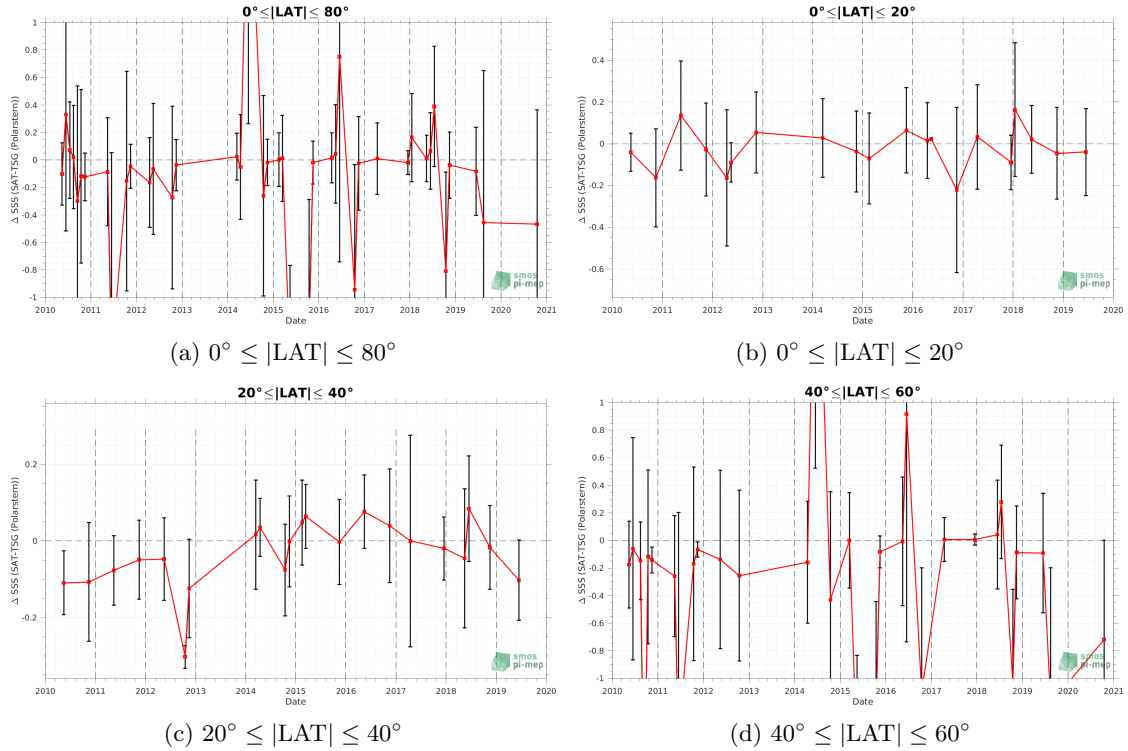 0°≤|LAT|≤ 80°
Δ SSS (SAT-TSG (Polarstern))
1
0.8
0.6
0.4
0.2
0
-0.2
-0.4
-0.6
-0.8
-1
2010 2011 2012 2013 2014 2015 2016 2017 2018 2019 2020 2021
Date
smos
pi-mep
(a) 0° ≤ |LAT| ≤ 80°
0°≤|LAT|≤ 20°
Δ SSS (SAT-TSG (Polarstern))
0.4
0.2
0
-0.2
-0.4
-0.6
2010 2011 2012 2013 2014 2015 2016 2017 2018 2019 2020
Date
smos
pi-mep
(b) 0° ≤ |LAT| ≤ 20°
20°≤|LAT|≤ 40°
Δ SSS (SAT-TSG (Polarstern))
0.2
0
-0.2
2010 2011 2012 2013 2014 2015 2016 2017 2018 2019 2020
Date
smos
pi-mep
(c) 20° ≤ |LAT| ≤ 40°
40°≤|LAT|≤ 60°
Δ SSS (SAT-TSG (Polarstern))
1
0.8
0.6
0.4
0.2
0
-0.2
-0.4
-0.6
-0.8
-1
2010 2011 2012 2013 2014 2015 2016 2017 2018 2019 2020 2021
Date
smos
pi-mep
(d) 40° ≤ |LAT| ≤ 60°